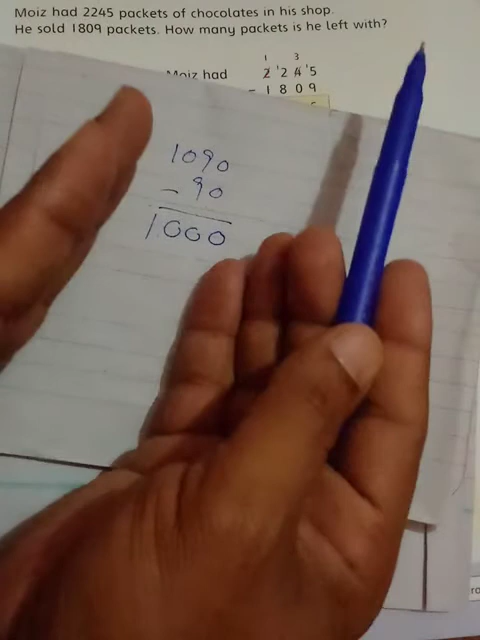 Moiz had 2245 packets of chocolates in his shop.
He sold 1809 packets. How many packets is he left with?
1 3
Moiz had 2 '2 4 '5
- 1 8 0 9
1090
- 90
1000